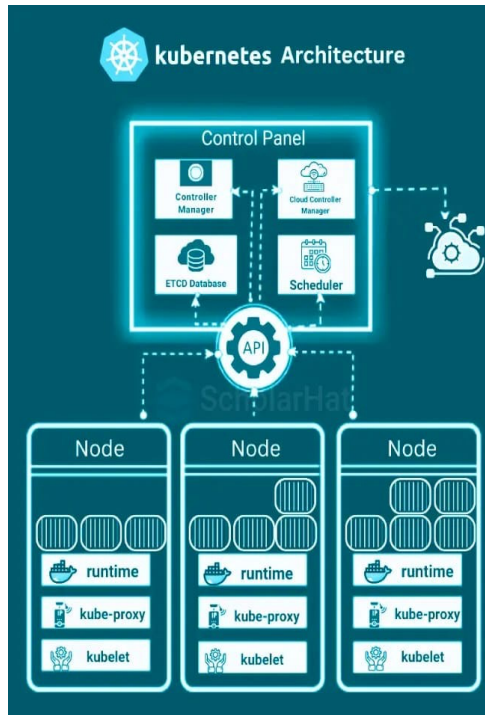 kubernetes Architecture
Control Panel
Controller
Manager
Cloud Controller
Manager
ETCD Database
Scheduler
API
ScholarHat
Node
Node
Node
runtime
runtime
runtime
kube-proxy
kube-proxy
kube-proxy
kubelet
kubelet
kubelet